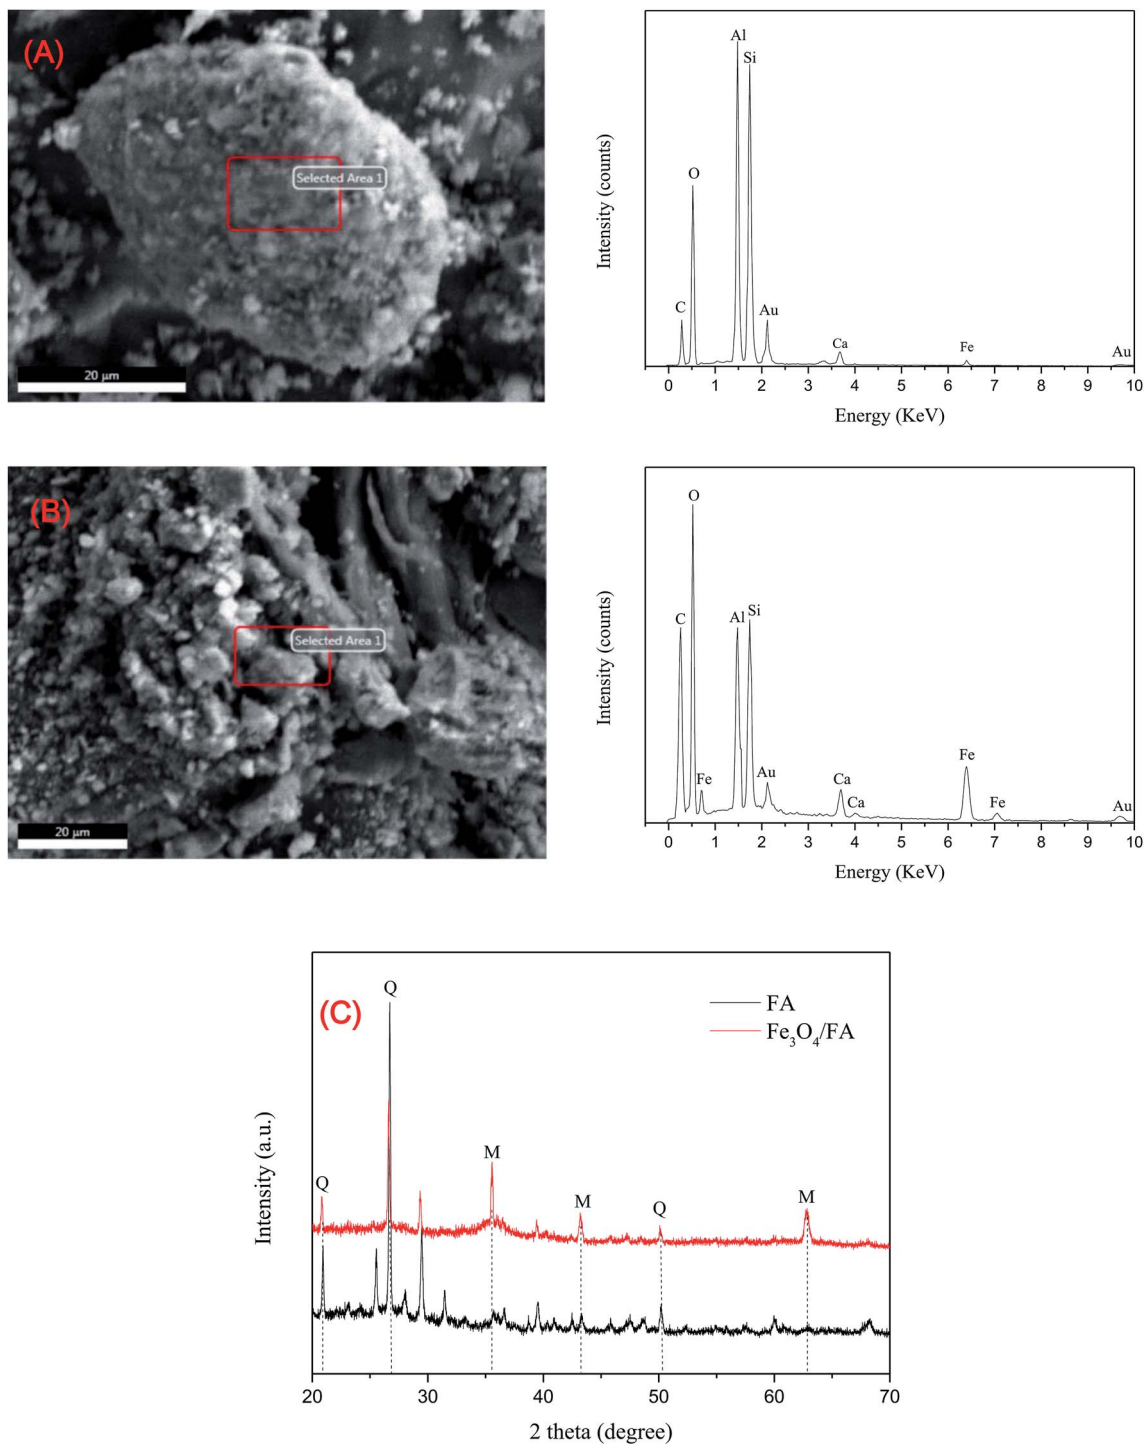 (A)
Selected Area 1
20 μm
Intensity (counts)
Al
Si
O
C
Au
Ca
Fe
Au
0 1 2 3 4 5 6 7 8 9 10
Energy (KeV)
(B)
Selected Area 1
20 μm
Intensity (counts)
O
C
Al
Si
Fe
Au
Ca
Ca
Fe
Fe
Au
0 1 2 3 4 5 6 7 8 9 10
Energy (KeV)
(C)
Intensity (a.u.)
Q
Q
M
M
Q
M
FA
Fe₃O₄/FA
20 30 40 50 60 70
2 theta (degree)